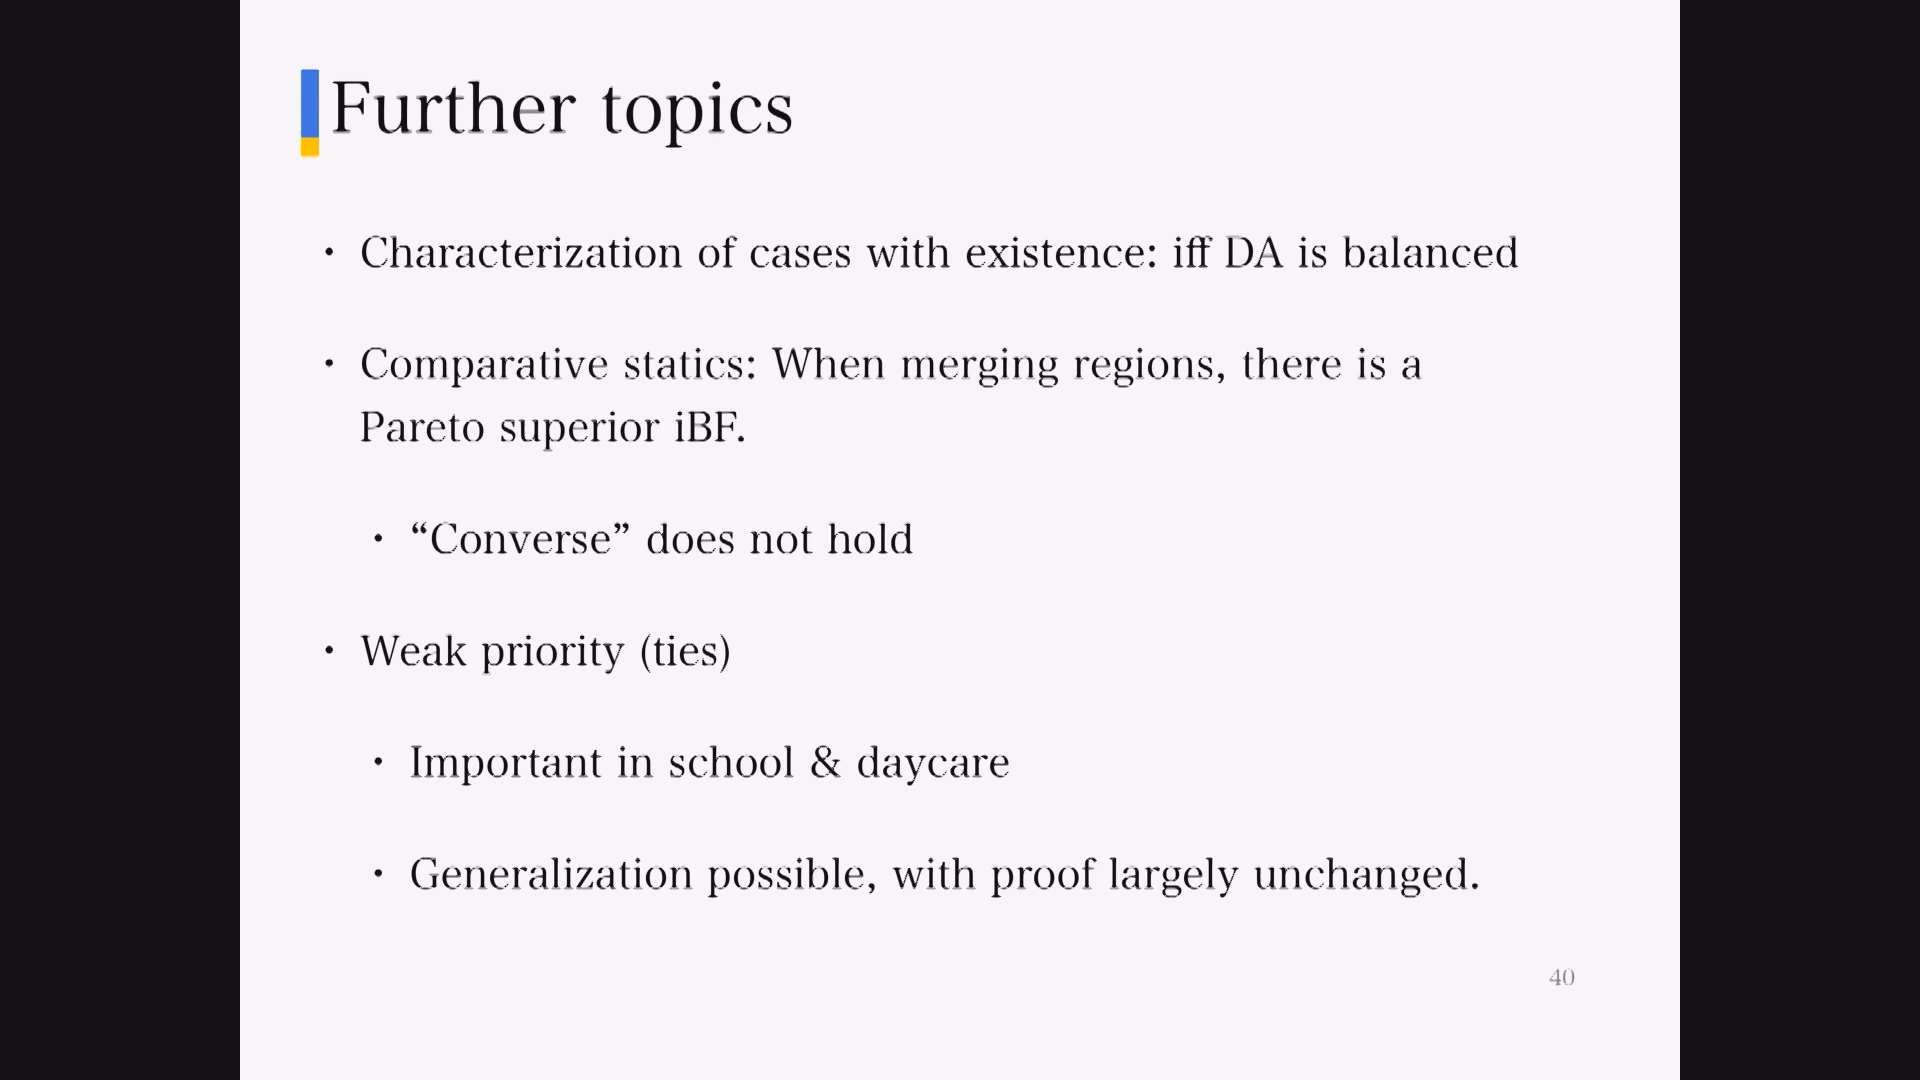 Further topics
• Characterization of cases with existence: iff DA is balanced
• Comparative statics: When merging regions, there is a
Pareto superior iBF.
• “Converse” does not hold
• Weak priority (ties)
• Important in school & daycare
• Generalization possible, with proof largely unchanged.
40